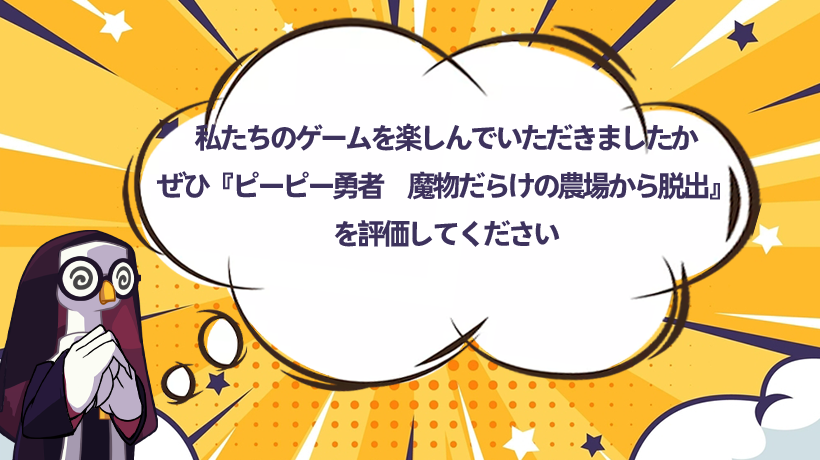 私たちのゲームを楽しんでいただきましたか
ぜひ『ピーピー勇者　魔物だらけの農場から脱出』
を評価してください